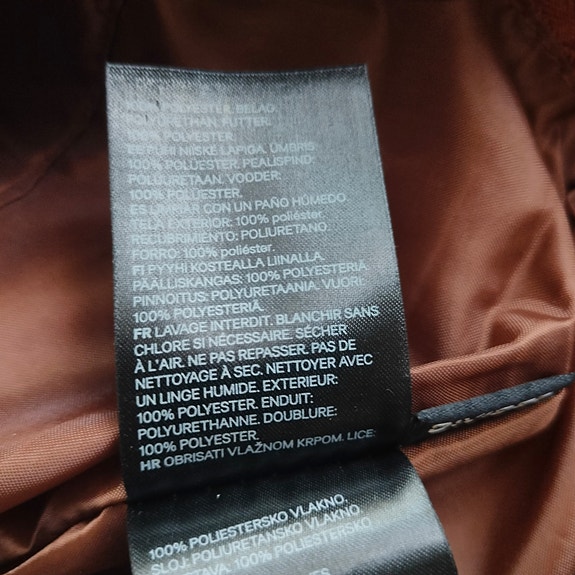 100% POLYESTER. BELAG:
POLYURETHAN. FUTTER:
100% POLYESTER.
EE PÜHI NIISKE LAPIGA. ÜMBRIS:
100% POLÜESTER. PEALISPIND:
POLÜURETAAN. VOODER:
100% POLÜESTER.
ES LIMPIAR CON UN PAÑO HÚMEDO.
TELA EXTERIOR: 100% poliéster.
RECUBRIMIENTO: POLIURETANO.
FORRO: 100% poliéster.
FI PYYHI KOSTEALLA LIINALLA.
PÄÄLLISKANGAS: 100% POLYESTERIÄ.
PINNOITUS: POLYURETAANIA. VUORI:
100% POLYESTERIÄ.
FR LAVAGE INTERDIT. BLANCHIR SANS
CHLORE SI NÉCESSAIRE. SÉCHER
À L'AIR. NE PAS REPASSER. PAS DE
NETTOYAGE À SEC. NETTOYER AVEC
UN LINGE HUMIDE. EXTERIEUR:
100% POLYESTER. ENDUIT:
POLYURETHANNE. DOUBLURE:
100% POLYESTER.
HR OBRISATI VLAŽNOM KRPOM. LICE:
100% POLIESTERSKO VLAKNO.
SLOJ: POLIURETANSKO VLAKNO.
POSTAVA: 100% POLIESTERSKO